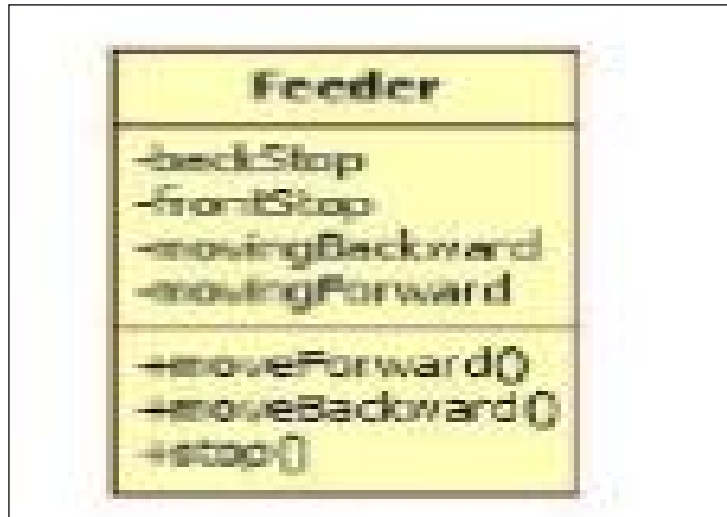 Feeder
-backStop
-frontStop
-movingBackward
-movingForward
+moveForward()
+moveBackward()
+stop()